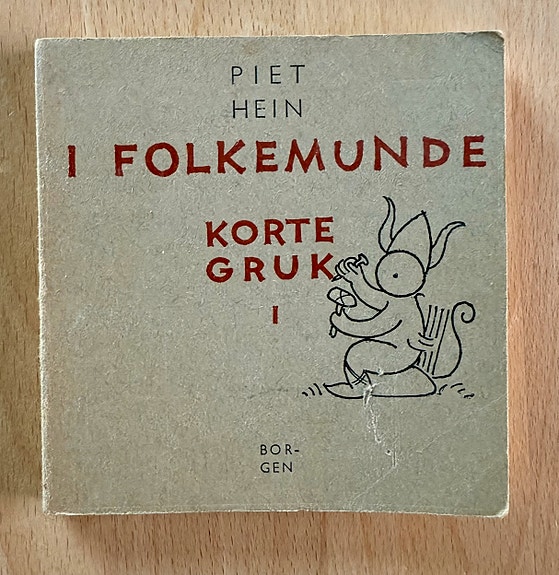 PIET
HEIN
I FOLKEMUNDE
KORTE
GRUK
I
BOR-
GEN